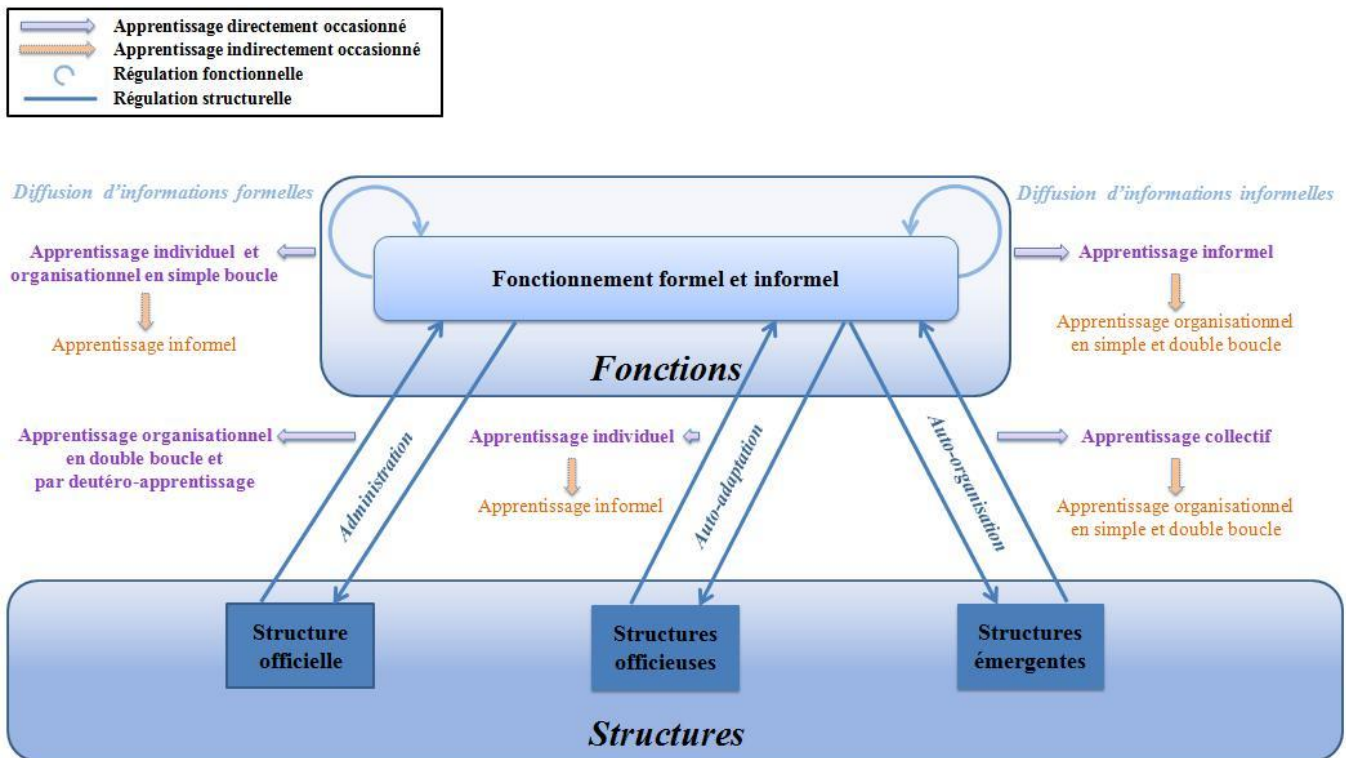 Apprentissage directement occasionné
Apprentissage indirectement occasionné
Régulation fonctionnelle
Régulation structurelle
Diffusion d'informations formelles
Diffusion d'informations informelles
Apprentissage individuel et
organisationnel en simple boucle
Apprentissage informel
Fonctionnement formel et informel
Apprentissage informel
Apprentissage organisationnel
en simple et double boucle
Fonctions
Apprentissage organisationnel
en double boucle et
par deutéro-apprentissage
Administration
Apprentissage individuel
Apprentissage informel
Auto-adaptation
Auto-organisation
Apprentissage collectif
Apprentissage organisationnel
en simple et double boucle
Structure
officielle
Structures
officieuses
Structures
émergentes
Structures